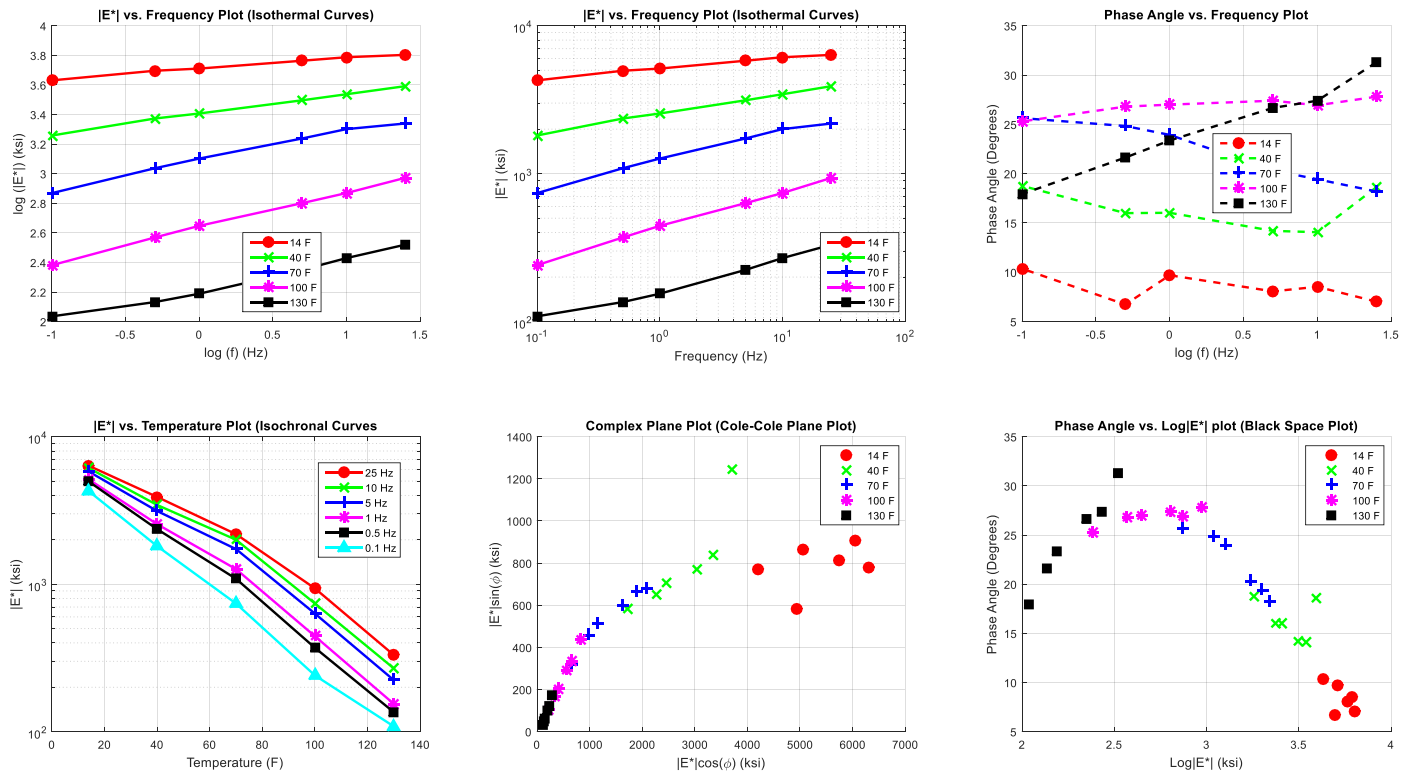 |E*| vs. Frequency Plot (Isothermal Curves)
4
3.8
3.6
3.4
3.2
3
2.8
2.6
2.4
2.2
2
log (|E*|) (ksi)
14 F
40 F
70 F
100 F
130 F
-1
-0.5
0
0.5
1
1.5
log (f) (Hz)
|E*| vs. Frequency Plot (Isothermal Curves)
10^4
10^3
10^2
|E*| (ksi)
14 F
40 F
70 F
100 F
130 F
10^-1
10^0
10^1
10^2
Frequency (Hz)
Phase Angle vs. Frequency Plot
35
30
25
20
15
10
5
Phase Angle (Degrees)
14 F
40 F
70 F
100 F
130 F
-1
-0.5
0
0.5
1
1.5
log (f) (Hz)
|E*| vs. Temperature Plot (Isochronal Curves
10^4
10^3
10^2
|E*| (ksi)
25 Hz
10 Hz
5 Hz
1 Hz
0.5 Hz
0.1 Hz
0
20
40
60
80
100
120
140
Temperature (F)
Complex Plane Plot (Cole-Cole Plane Plot)
1400
1200
1000
800
600
400
200
0
|E*|sin(ϕ) (ksi)
14 F
40 F
70 F
100 F
130 F
0
1000
2000
3000
4000
5000
6000
7000
|E*|cos(ϕ) (ksi)
Phase Angle vs. Log|E*| plot (Black Space Plot)
35
30
25
20
15
10
5
Phase Angle (Degrees)
14 F
40 F
70 F
100 F
130 F
2
2.5
3
3.5
4
Log|E*| (ksi)